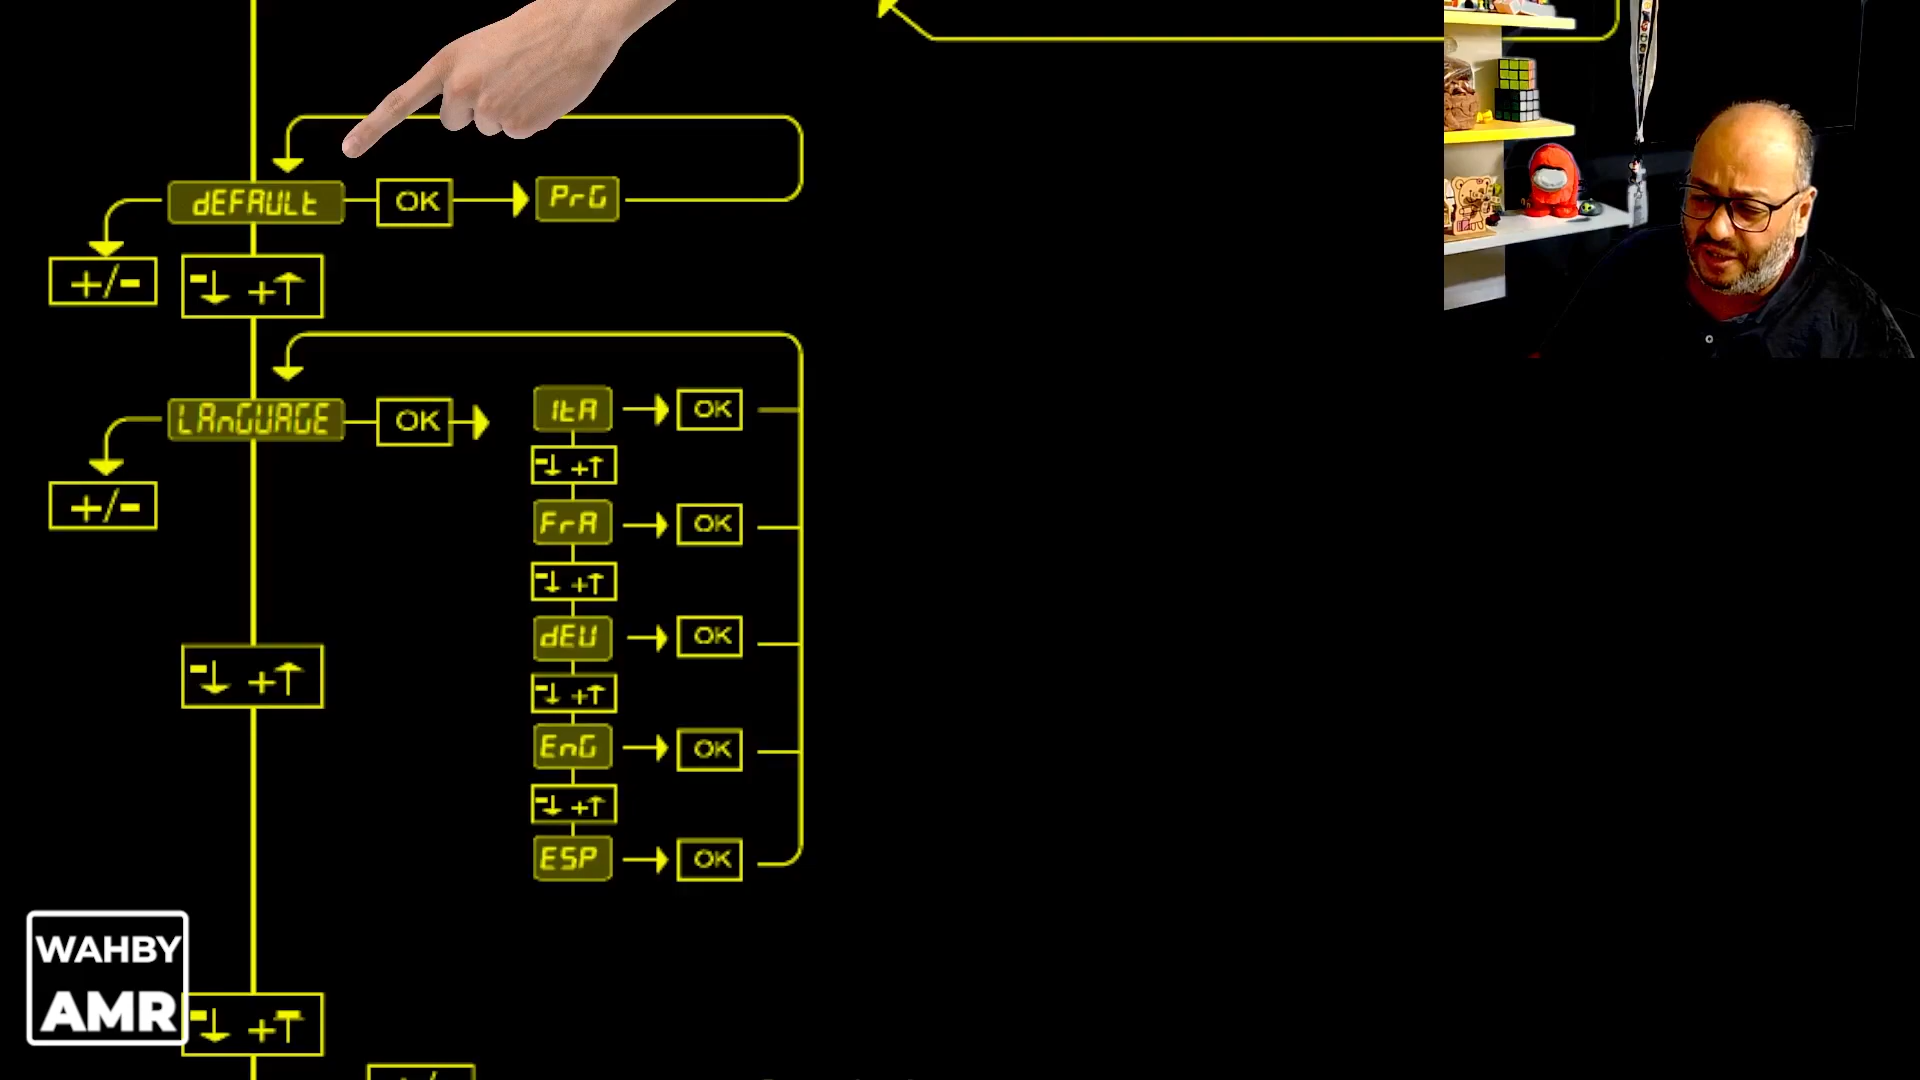 dEFAULt OK PrG
+/- -↓ +↑
LAnGUAGE OK
+/-
ItA OK
-↓ +↑
FrA OK
-↓ +↑
dEU OK
-↓ +↑
-↓ +↑
EnG OK
-↓ +↑
ESP OK
WAHBY
AMR
-↓ +↑